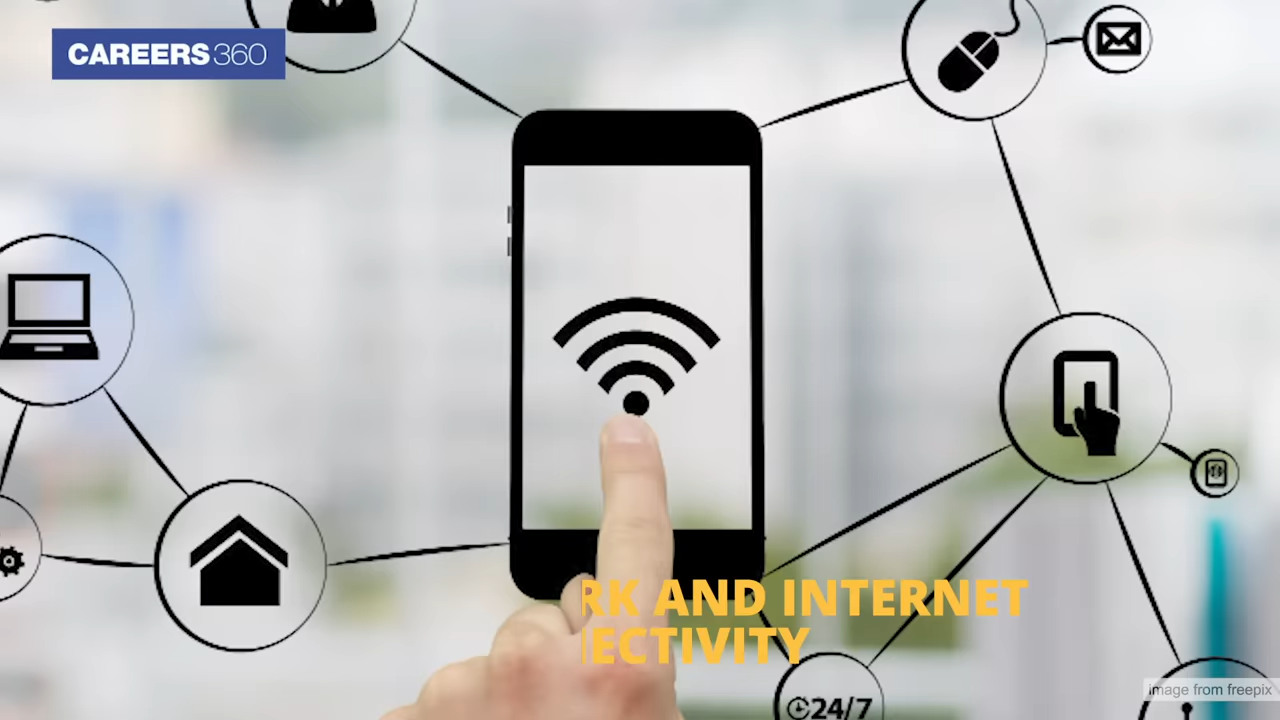 CAREERS360
RK AND INTERNET
ECTIVITY
24/7
image from freepix